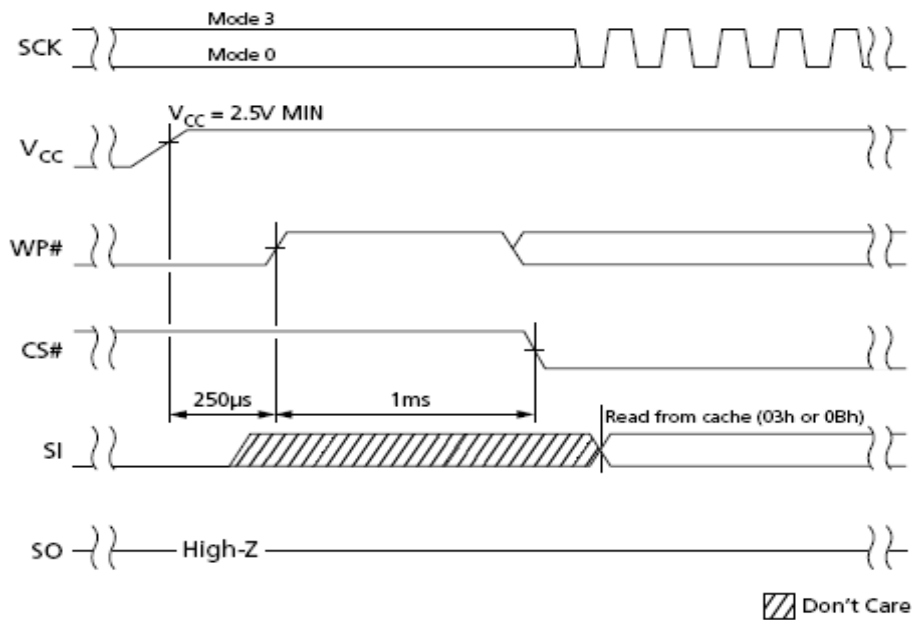 Mode 3
SCK
Mode 0
VCC = 2.5V MIN
VCC
WP#
CS#
250µs
1ms
Read from cache (03h or 0Bh)
SI
SO
High-Z
Don't Care